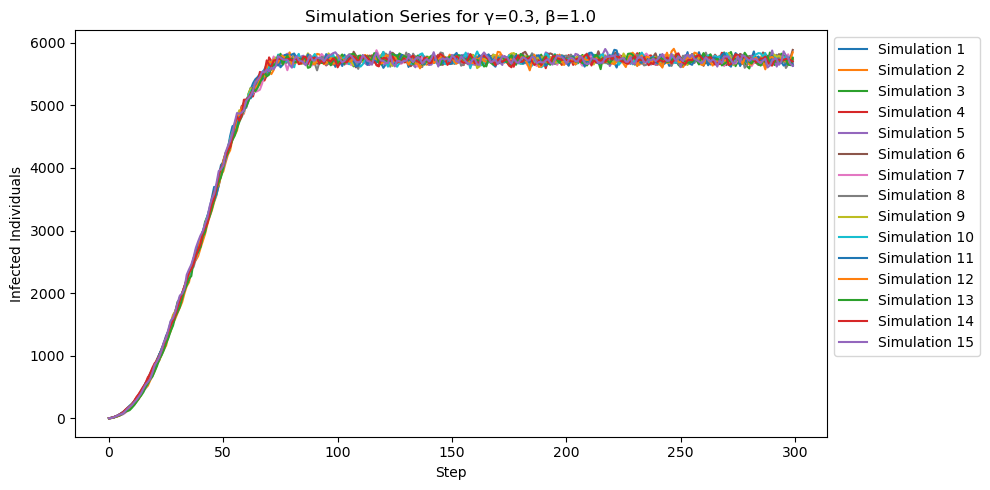 Simulation Series for γ=0.3, β=1.0
Infected Individuals
6000
5000
4000
3000
2000
1000
0
0 50 100 150 200 250 300
Step
Simulation 1
Simulation 2
Simulation 3
Simulation 4
Simulation 5
Simulation 6
Simulation 7
Simulation 8
Simulation 9
Simulation 10
Simulation 11
Simulation 12
Simulation 13
Simulation 14
Simulation 15